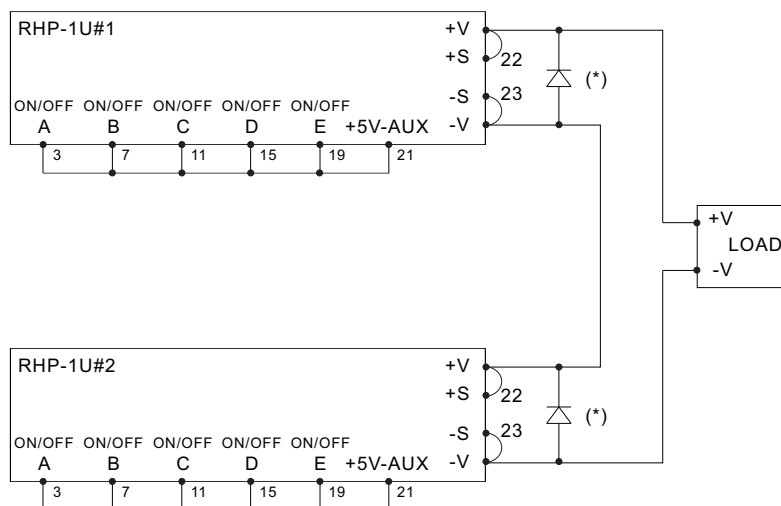 RHP-1U#1
+V
+S 22
(*)
-S 23
ON/OFF ON/OFF ON/OFF ON/OFF ON/OFF
A B C D E +5V-AUX -V
3 7 11 15 19 21
+V
LOAD
-V
RHP-1U#2
+V
+S 22
(*)
-S 23
ON/OFF ON/OFF ON/OFF ON/OFF ON/OFF
A B C D E +5V-AUX -V
3 7 11 15 19 21